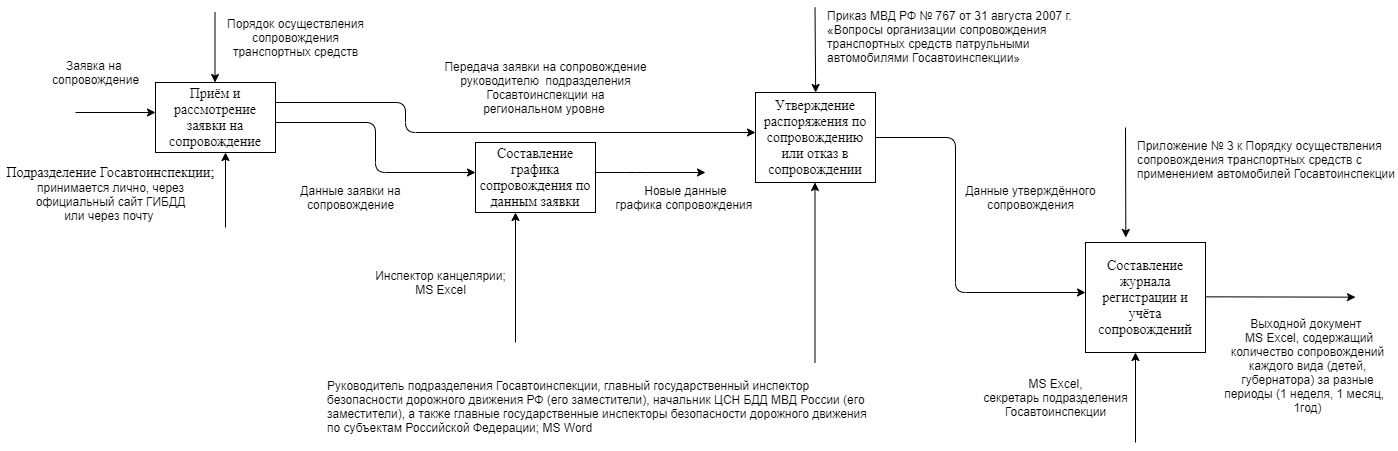 Заявка на
сопровождение
Порядок осуществления
сопровождения
транспортных средств
Приём и
рассмотрение
заявки на
сопровождение
Подразделение Госавтоинспекции;
принимается лично, через
официальный сайт ГИБДД
или через почту
Передача заявки на сопровождение
руководителю подразделения
Госавтоинспекции на
региональном уровне
Данные заявки на
сопровождение
Составление
графика
сопровождения по
данным заявки
Новые данные
графика сопровождения
Инспектор канцелярии;
MS Excel
Приказ МВД РФ № 767 от 31 августа 2007 г.
«Вопросы организации сопровождения
транспортных средств патрульными
автомобилями Госавтоинспекции»
Утверждение
распоряжения по
сопровождению
или отказ в
сопровождении
Руководитель подразделения Госавтоинспекции, главный государственный инспектор
безопасности дорожного движения РФ (его заместители), начальник ЦСН БДД МВД России (его
заместители), а также главные государственные инспекторы безопасности дорожного движения
по субъектам Российской Федерации; MS Word
Данные утверждённого
сопровождения
Приложение № 3 к Порядку осуществления
сопровождения транспортных средств с
применением автомобилей Госавтоинспекции
Составление
журнала
регистрации и
учёта
сопровождений
MS Excel,
секретарь подразделения
Госавтоинспекции
Выходной документ
MS Excel, содержащий
количество сопровождений
каждого вида (детей,
губернатора) за разные
периоды (1 неделя, 1 месяц,
1год)